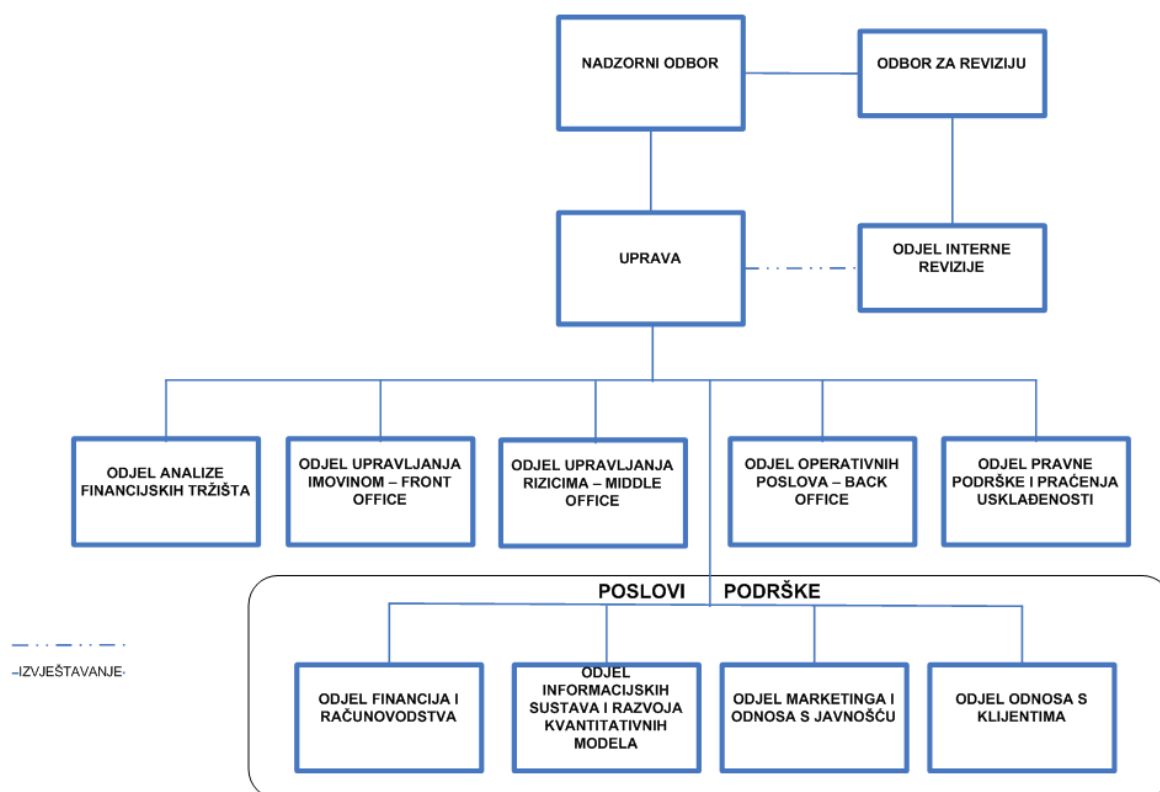 NADZORNI ODBOR
ODBOR ZA REVIZIJU
UPRAVA
ODJEL INTERNE
REVIZIJE
ODJEL ANALIZE
FINANCIJSKIH TRŽIŠTA
ODJEL UPRAVLJANJA
IMOVINOM – FRONT
OFFICE
ODJEL UPRAVLJANJA
RIZICIMA – MIDDLE
OFFICE
ODJEL OPERATIVNIH
POSLOVA – BACK
OFFICE
ODJEL PRAVNE
PODRŠKE I PRAĆENJA
USKLAĐENOSTI
POSLOVI PODRŠKE
IZVJEŠTAVANJE
ODJEL FINANCIJA I
RAČUNOVODSTVA
ODJEL
INFORMACIJSKIH
SUSTAVA I RAZVOJA
KVANTITATIVNIH
MODELA
ODJEL MARKETINGA I
ODNOSA S JAVNOŠĆU
ODJEL ODNOSA S
KLIJENTIMA